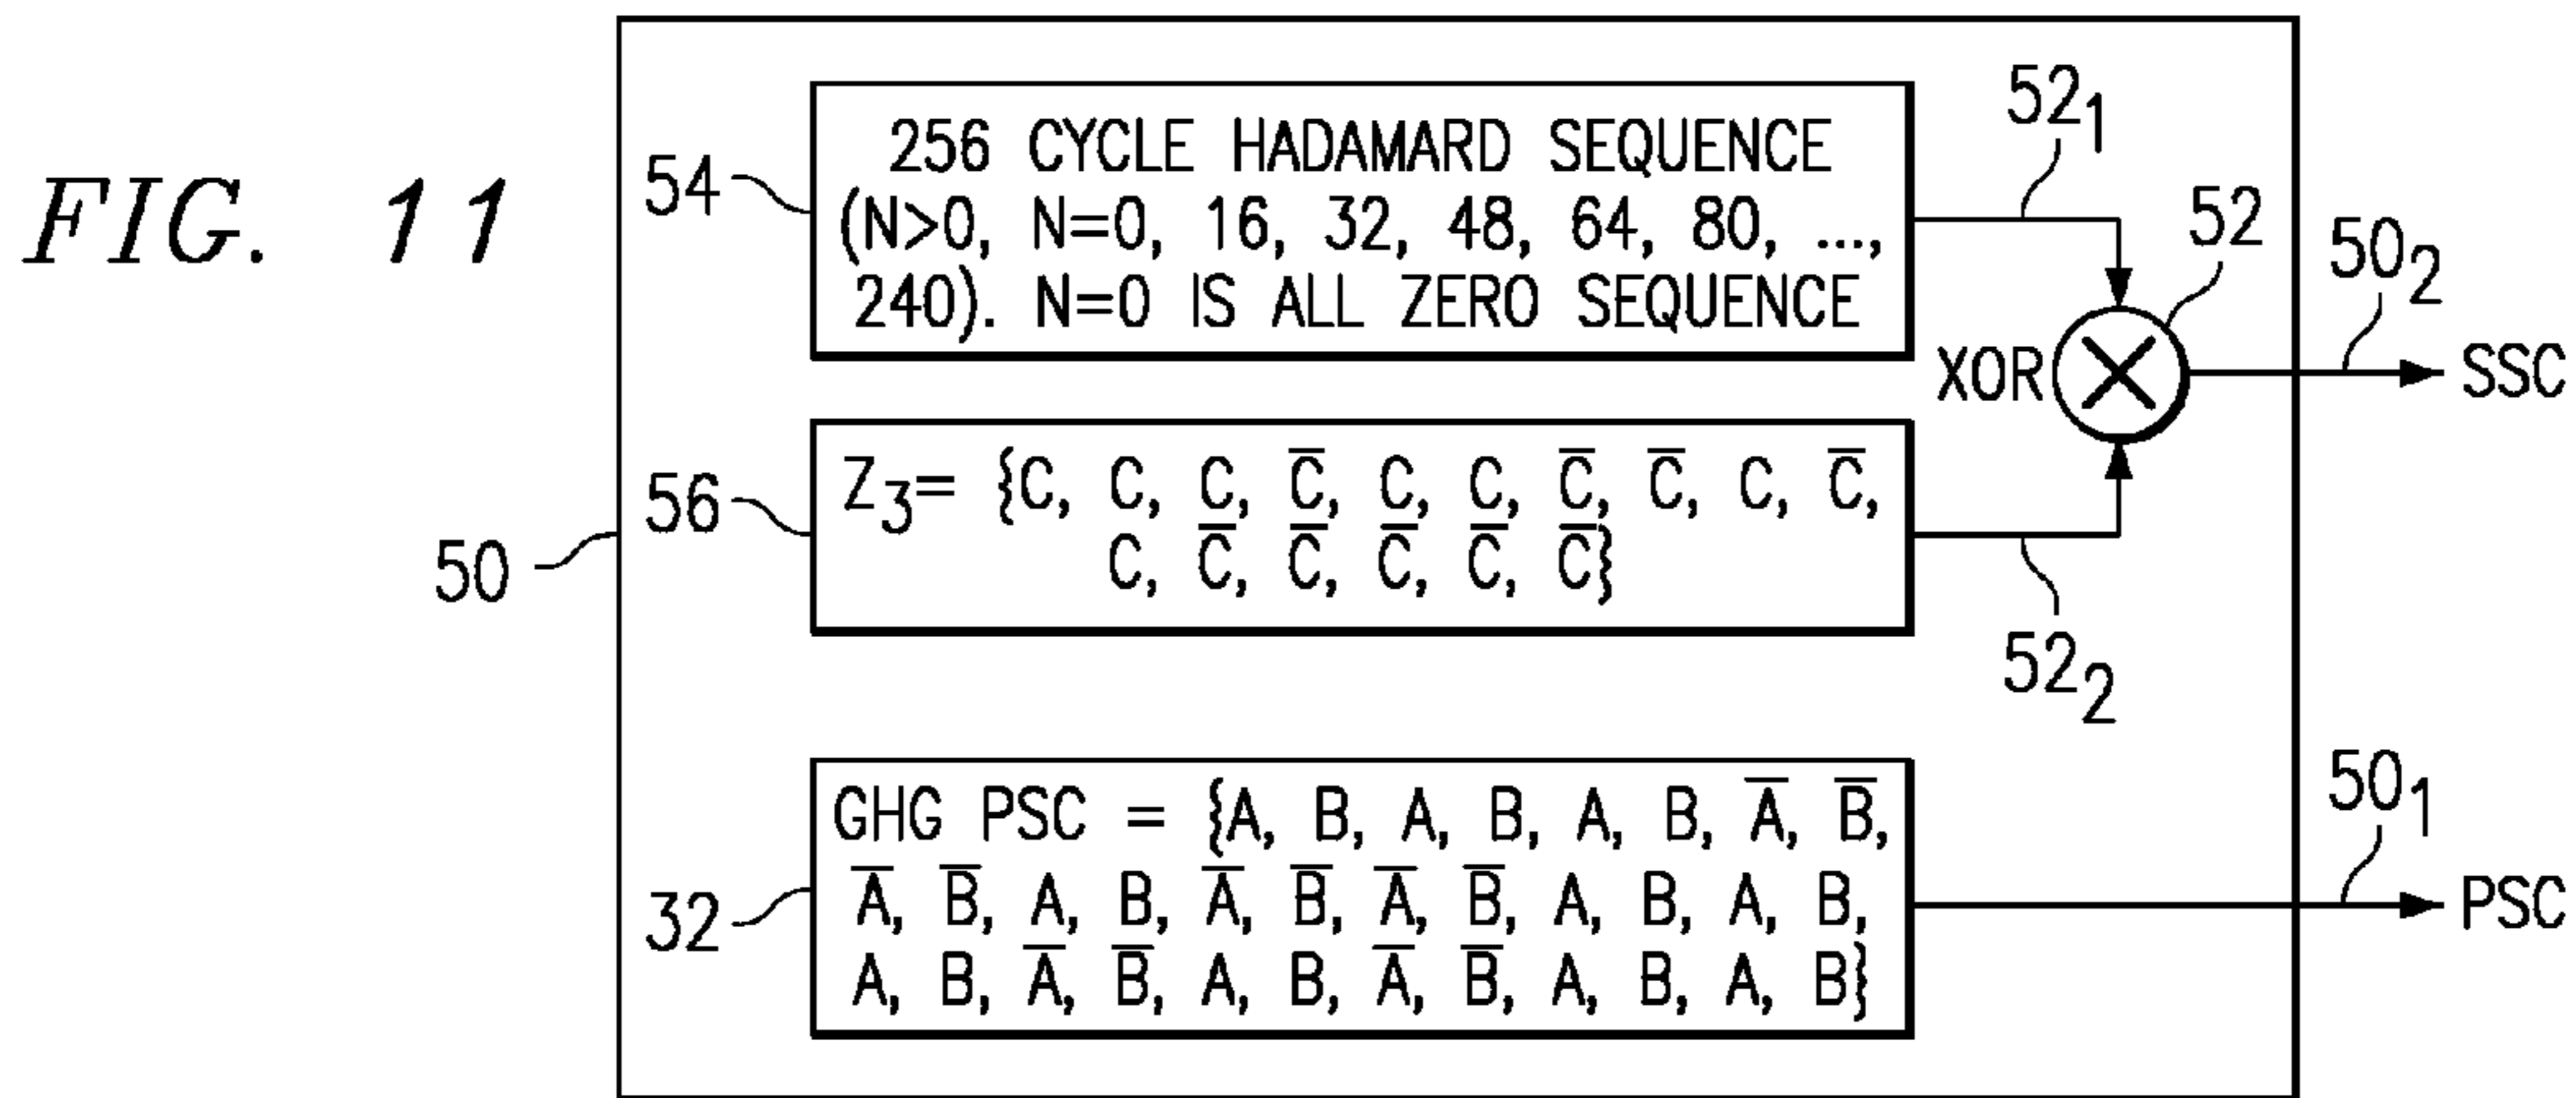 FIG. 11
54
256 CYCLE HADAMARD SEQUENCE
(N>0, N=0, 16, 32, 48, 64, 80, ...,
240). N=0 IS ALL ZERO SEQUENCE
52₁
52
XOR
50₂
SSC
50
56
Z₃= {C, C, C, C̅, C, C, C̅, C̅, C, C̅,
C, C̅, C̅, C̅, C̅, C̅}
52₂
32
GHG PSC = {A, B, A, B, A, B, A̅, B̅,
A̅, B̅, A, B, A̅, B̅, A̅, B̅, A, B, A, B,
A, B, A̅, B̅, A, B, A̅, B̅, A, B, A, B}
50₁
PSC